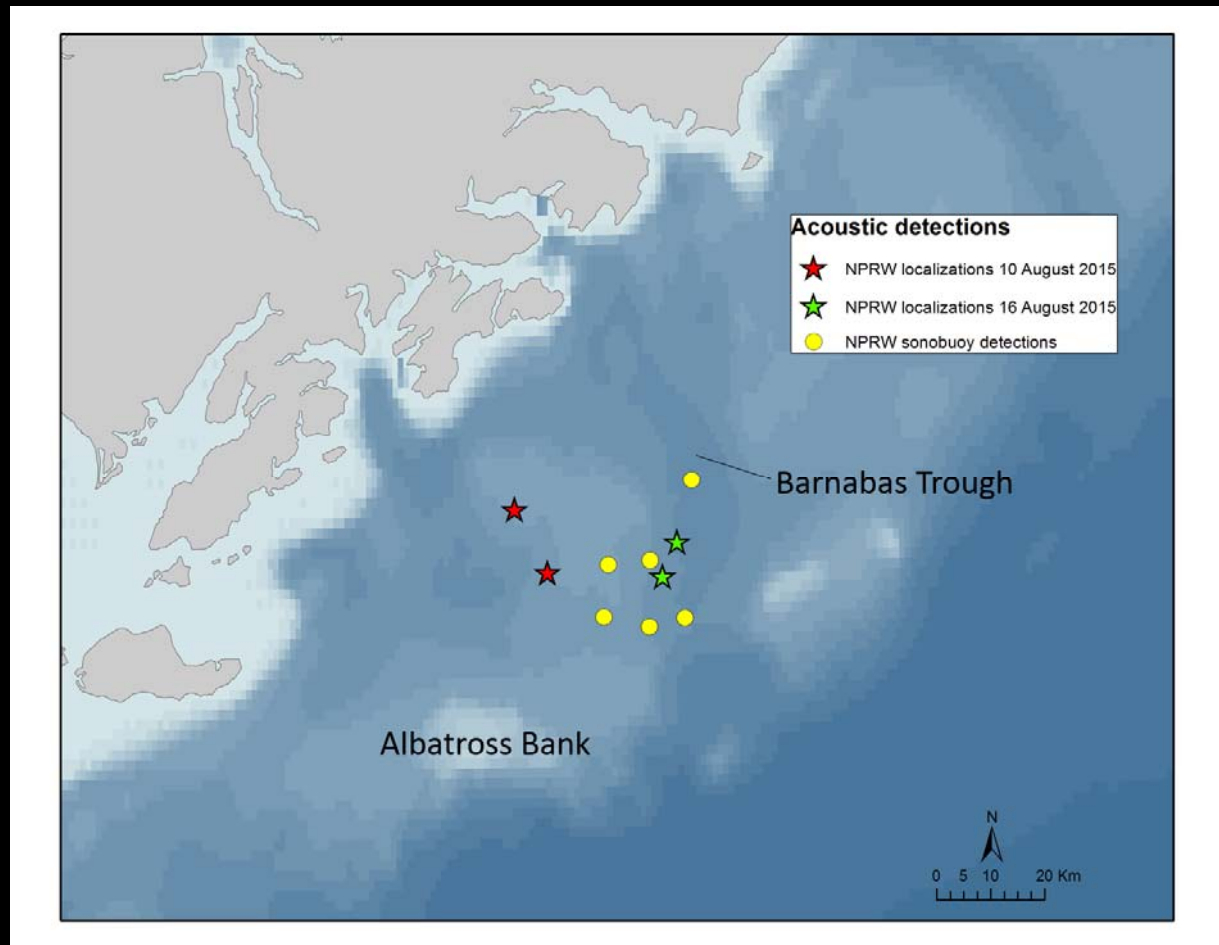 Acoustic detections
NPRW localizations 10 August 2015
NPRW localizations 16 August 2015
NPRW sonobuoy detections
Barnabas Trough
Albatross Bank
N
0 5 10 20 Km